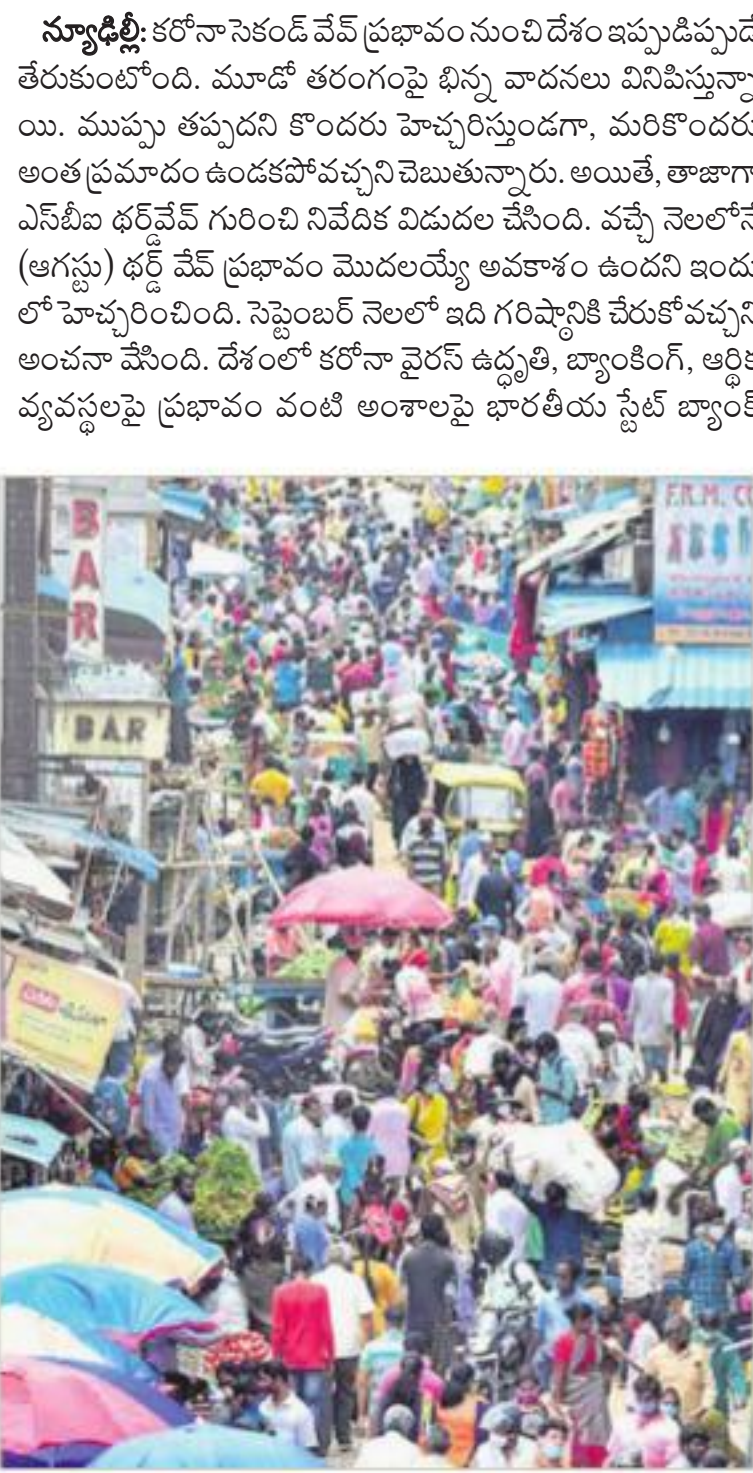 న్యూఢిల్లీ: కరోనా సెకండ్ వేవ్ ప్రభావం నుంచి దేశం ఇప్పుడిప్పుడే
తేరుకుంటోంది. మూడో తరంగంపై భిన్న వాదనలు వినిపిస్తున్నా
యి. ముప్పు తప్పదని కొందరు హెచ్చరిస్తుండగా, మరికొందరు
అంత ప్రమాదం ఉండకపోవచ్చని చెబుతున్నారు. అయితే, తాజాగా
ఎస్‌బీఐ థర్డ్‌వేవ్ గురించి నివేదిక విడుదల చేసింది. వచ్చే నెలలోనే
(ఆగస్టు) థర్డ్ వేవ్ ప్రభావం మొదలయ్యే అవకాశం ఉందని ఇందు
లో హెచ్చరించింది. సెప్టెంబర్ నెలలో ఇది గరిష్ఠానికి చేరుకోవచ్చని
అంచనా వేసింది. దేశంలో కరోనా వైరస్ ఉద్ధృతి, బ్యాంకింగ్, ఆర్థిక
వ్యవస్థలపై ప్రభావం వంటి అంశాలపై భారతీయ స్టేట్ బ్యాంక్
BAR
F.R.M.
BAR